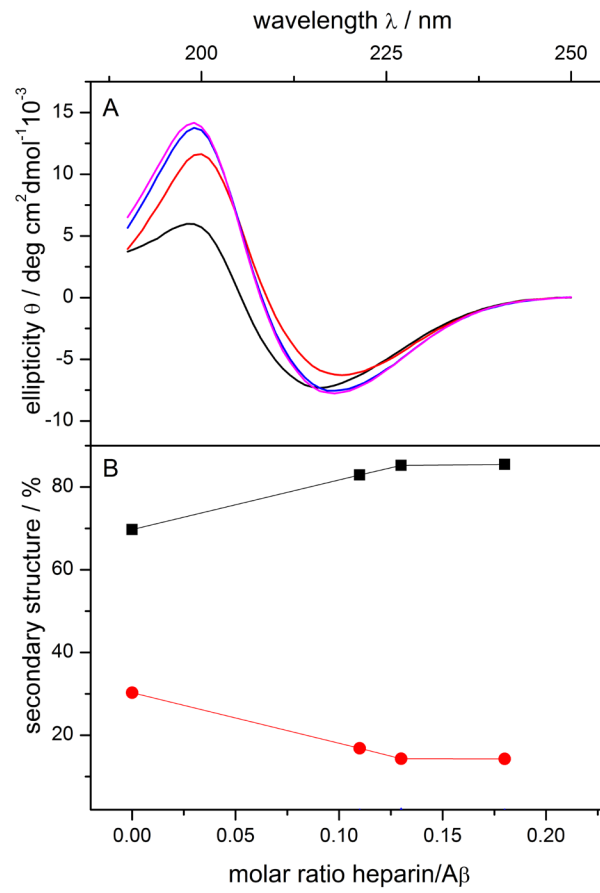 wavelength λ / nm
200 225 250
A
15
10
5
0
-5
-10
ellipticity θ / deg cm²dmol⁻¹10⁻³
B
80
60
40
20
secondary structure / %
0.00 0.05 0.10 0.15 0.20
molar ratio heparin/Aβ